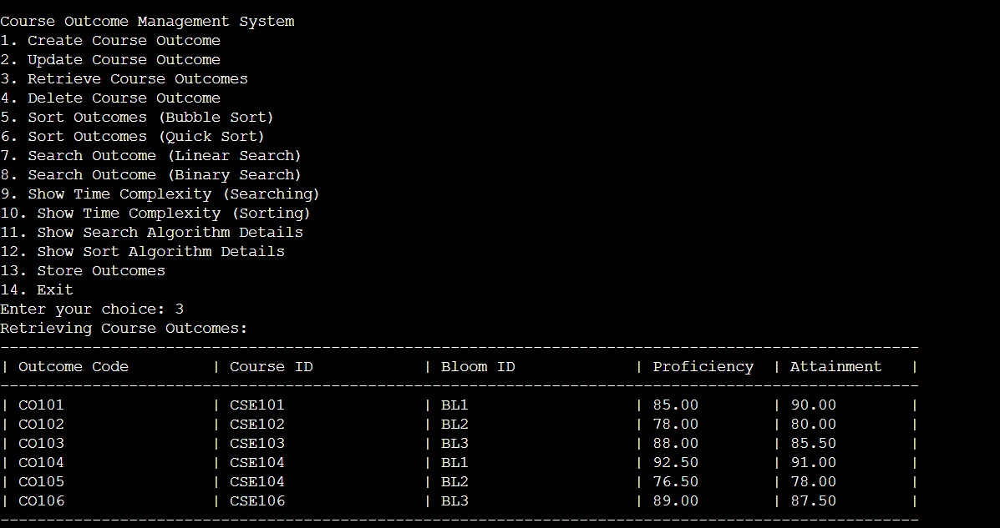 Course Outcome Management System
1. Create Course Outcome
2. Update Course Outcome
3. Retrieve Course Outcomes
4. Delete Course Outcome
5. Sort Outcomes (Bubble Sort)
6. Sort Outcomes (Quick Sort)
7. Search Outcome (Linear Search)
8. Search Outcome (Binary Search)
9. Show Time Complexity (Searching)
10. Show Time Complexity (Sorting)
11. Show Search Algorithm Details
12. Show Sort Algorithm Details
13. Store Outcomes
14. Exit
Enter your choice: 3
Retrieving Course Outcomes:
----------------------------------------------------------------------------------------------------
| Outcome Code         | Course ID            | Bloom ID             | Proficiency  | Attainment   |
----------------------------------------------------------------------------------------------------
| CO101                | CSE101               | BL1                  | 85.00        | 90.00        |
| CO102                | CSE102               | BL2                  | 78.00        | 80.00        |
| CO103                | CSE103               | BL3                  | 88.00        | 85.50        |
| CO104                | CSE104               | BL1                  | 92.50        | 91.00        |
| CO105                | CSE104               | BL2                  | 76.50        | 78.00        |
| CO106                | CSE106               | BL3                  | 89.00        | 87.50        |
----------------------------------------------------------------------------------------------------